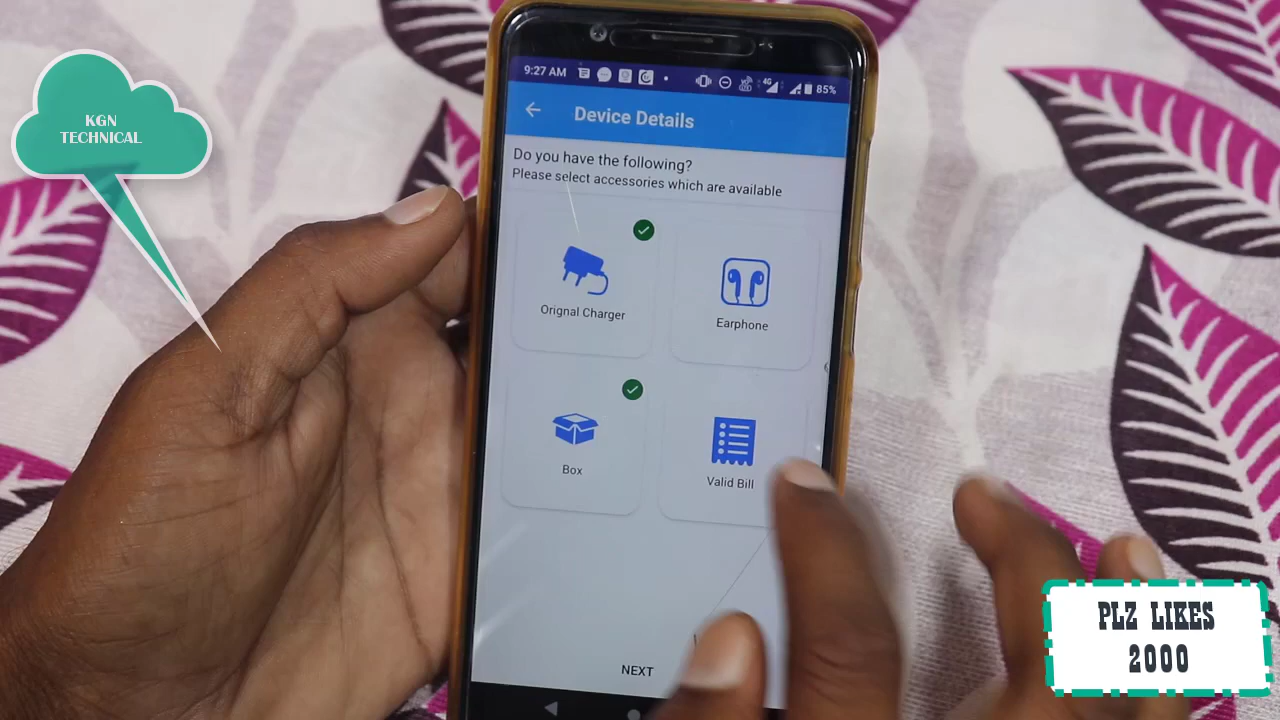 KGN
TECHNICAL
9:27 AM
4G
85%
Device Details
Do you have the following?
Please select accessories which are available
Orignal Charger
Earphone
Box
Valid Bill
NEXT
PLZ LIKES
2000